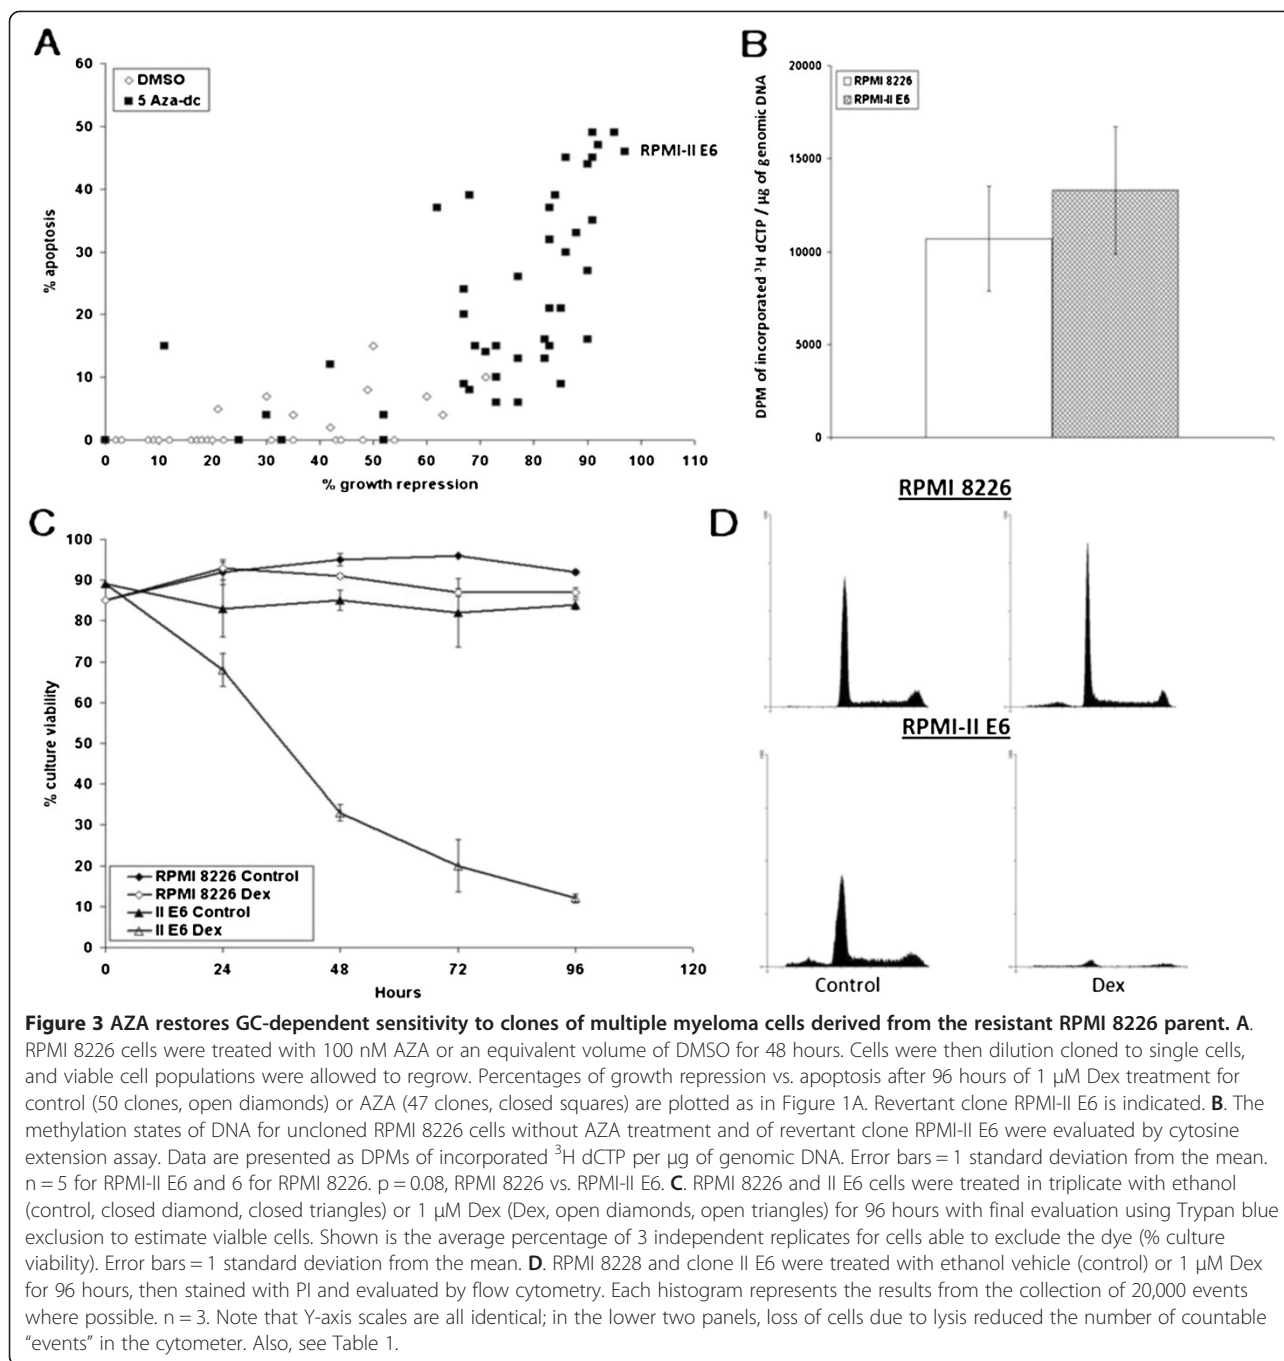 A
60
50
40
30
20
10
0
% apoptosis
DMSO
5 Aza-dc
RPMI-II E6
0 10 20 30 40 50 60 70 80 90 100 110
% growth repression
B
20000
15000
10000
5000
0
DPM of incorporated ³H dCTP / µg of genomic DNA
RPMI 8226
RPMI-II E6
C
100
90
80
70
60
50
40
30
20
10
0
% culture viability
RPMI 8226 Control
RPMI 8226 Dex
II E6 Control
II E6 Dex
0 24 48 72 96 120
Hours
D
RPMI 8226
RPMI-II E6
Control Dex
Figure 3 AZA restores GC-dependent sensitivity to clones of multiple myeloma cells derived from the resistant RPMI 8226 parent. A.
RPMI 8226 cells were treated with 100 nM AZA or an equivalent volume of DMSO for 48 hours. Cells were then dilution cloned to single cells,
and viable cell populations were allowed to regrow. Percentages of growth repression vs. apoptosis after 96 hours of 1 µM Dex treatment for
control (50 clones, open diamonds) or AZA (47 clones, closed squares) are plotted as in Figure 1A. Revertant clone RPMI-II E6 is indicated. B. The
methylation states of DNA for uncloned RPMI 8226 cells without AZA treatment and of revertant clone RPMI-II E6 were evaluated by cytosine
extension assay. Data are presented as DPMs of incorporated ³H dCTP per µg of genomic DNA. Error bars = 1 standard deviation from the mean.
n = 5 for RPMI-II E6 and 6 for RPMI 8226. p = 0.08, RPMI 8226 vs. RPMI-II E6. C. RPMI 8226 and II E6 cells were treated in triplicate with ethanol
(control, closed diamond, closed triangles) or 1 µM Dex (Dex, open diamonds, open triangles) for 96 hours with final evaluation using Trypan blue
exclusion to estimate vialble cells. Shown is the average percentage of 3 independent replicates for cells able to exclude the dye (% culture
viability). Error bars = 1 standard deviation from the mean. D. RPMI 8228 and clone II E6 were treated with ethanol vehicle (control) or 1 µM Dex
for 96 hours, then stained with PI and evaluated by flow cytometry. Each histogram represents the results from the collection of 20,000 events
where possible. n = 3. Note that Y-axis scales are all identical; in the lower two panels, loss of cells due to lysis reduced the number of countable
“events” in the cytometer. Also, see Table 1.